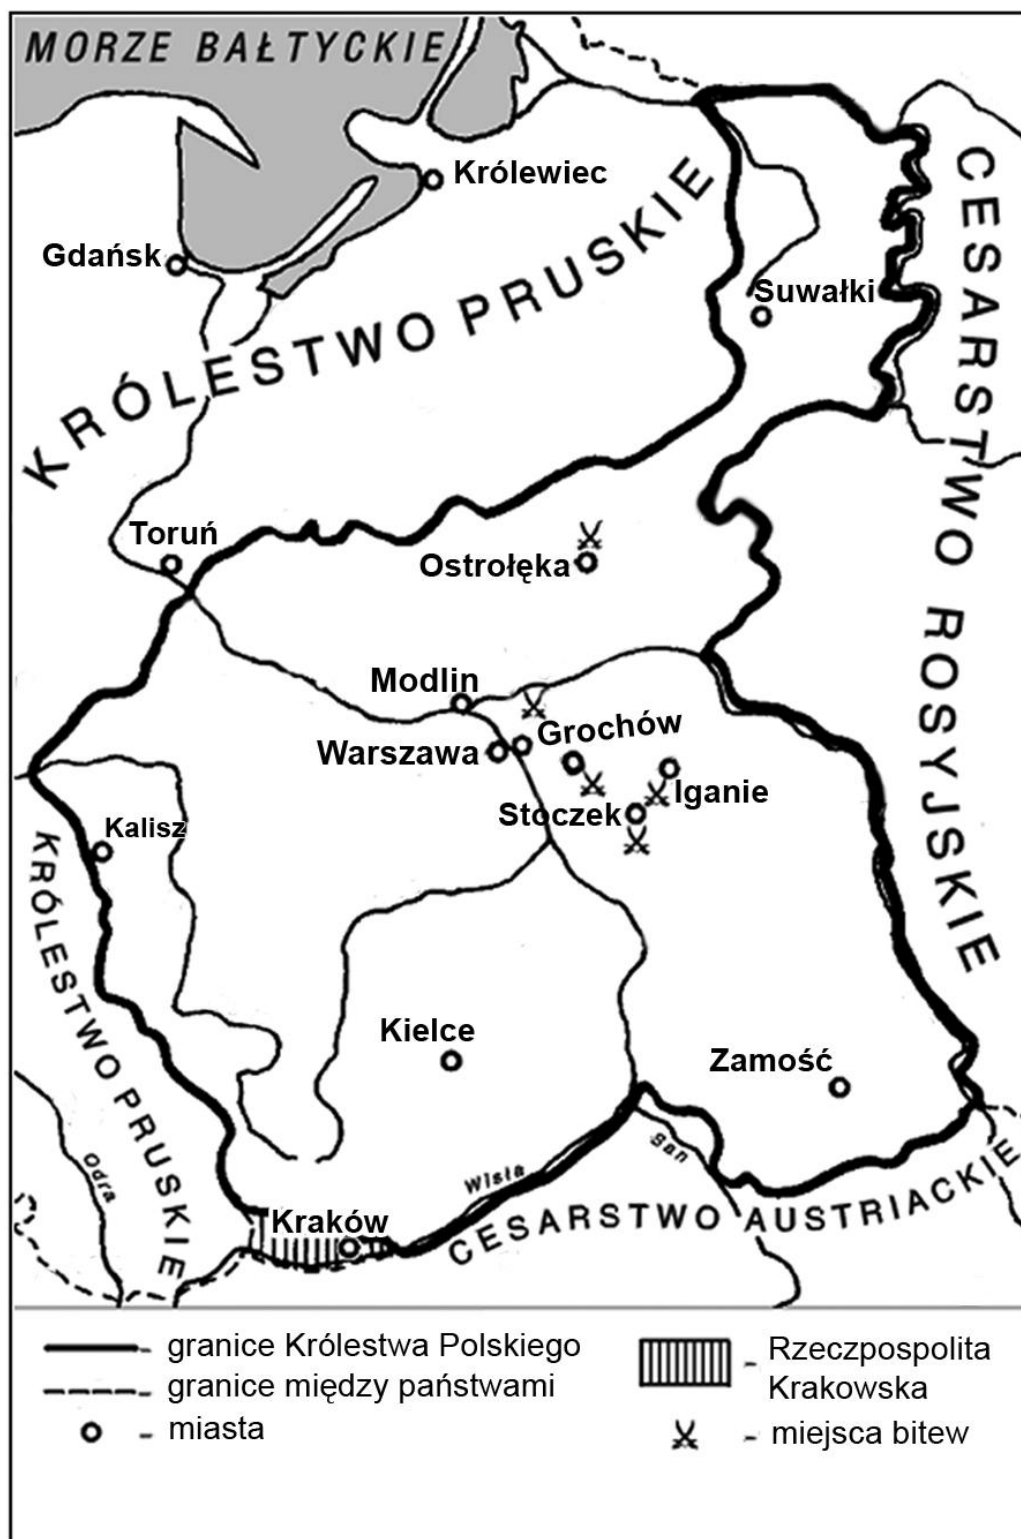 MORZE BAŁTYCKIE
Królewiec
Gdańsk
KRÓLESTWO PRUSKIE
Suwałki
CESARSTWO ROSYJSKIE
Toruń
Ostrołęka
Modlin
Grochów
Warszawa
Iganie
Stoczek
Kalisz
KRÓLESTWO PRUSKIE
Kielce
Zamość
Odra
San
Wisła
Kraków
CESARSTWO AUSTRIACKIE
granice Królestwa Polskiego
granice między państwami
miasta
Rzeczpospolita
Krakowska
miejsca bitew